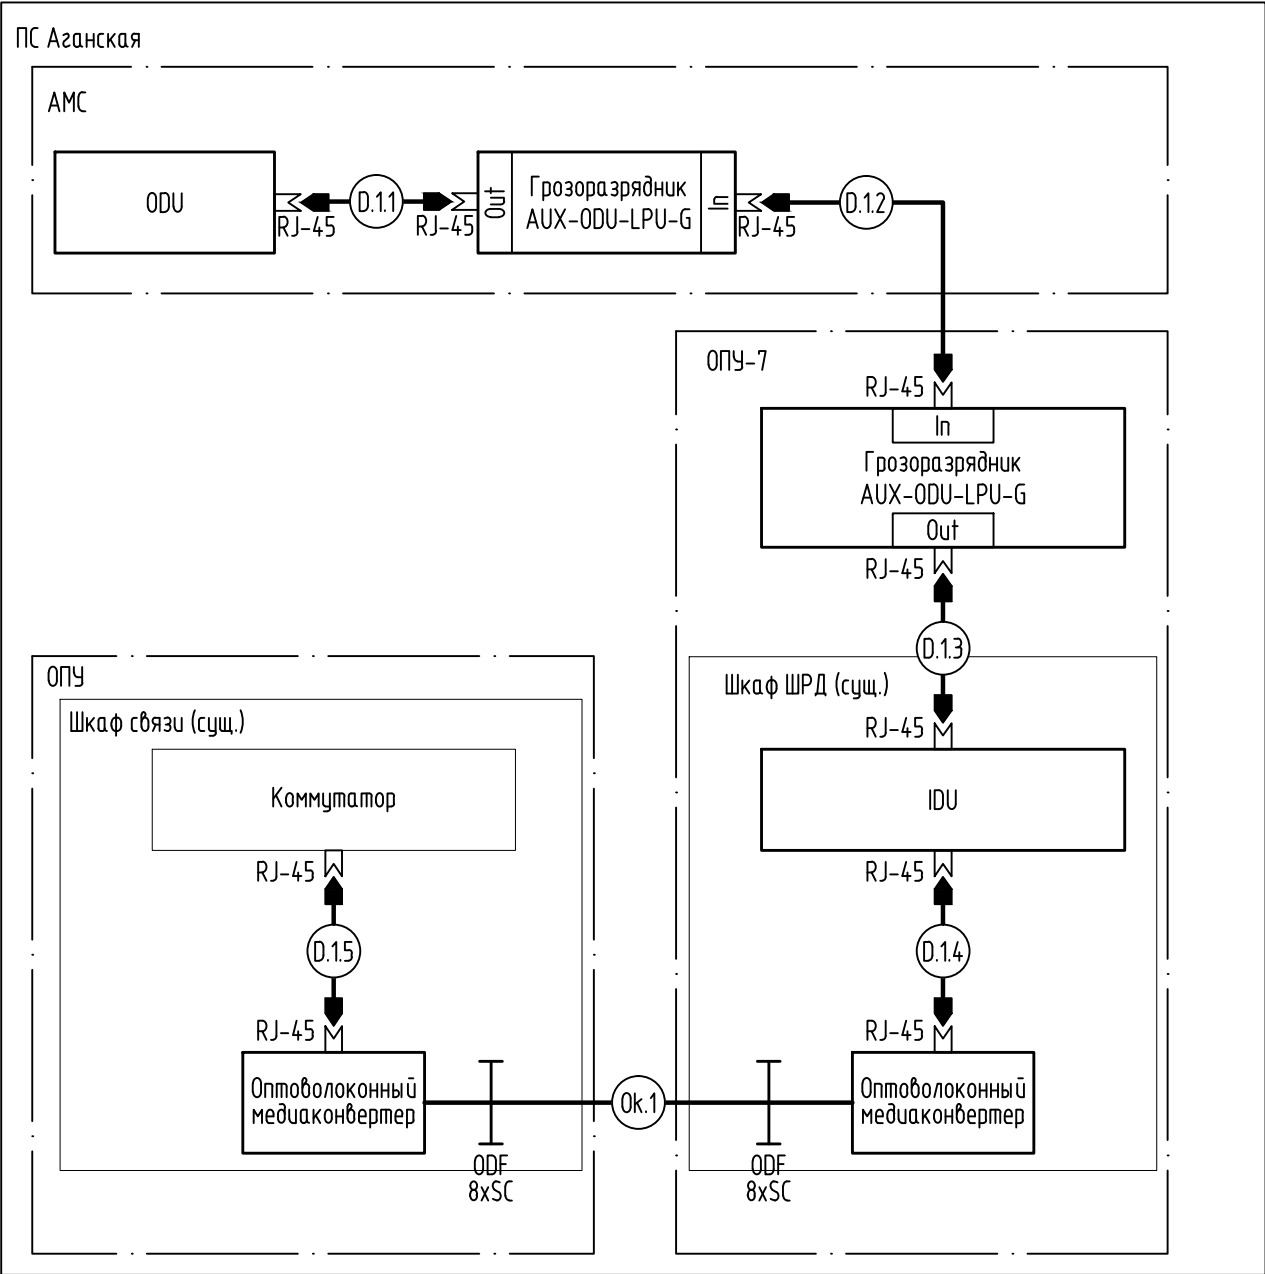 ПС Аганская
АМС
ODU
RJ-45
D.1.1
RJ-45
Out
Грозоразрядник
AUX-ODU-LPU-G
In
RJ-45
D.1.2
ОПУ-7
RJ-45
In
Грозоразрядник
AUX-ODU-LPU-G
Out
RJ-45
D.1.3
Шкаф ШРД (сущ.)
RJ-45
IDU
RJ-45
D.1.4
RJ-45
Оптоволоконный
медиаконвертер
ODF
8xSC
Ok.1
ОПУ
Шкаф связи (сущ.)
Коммутатор
RJ-45
D.1.5
RJ-45
Оптоволоконный
медиаконвертер
ODF
8xSC